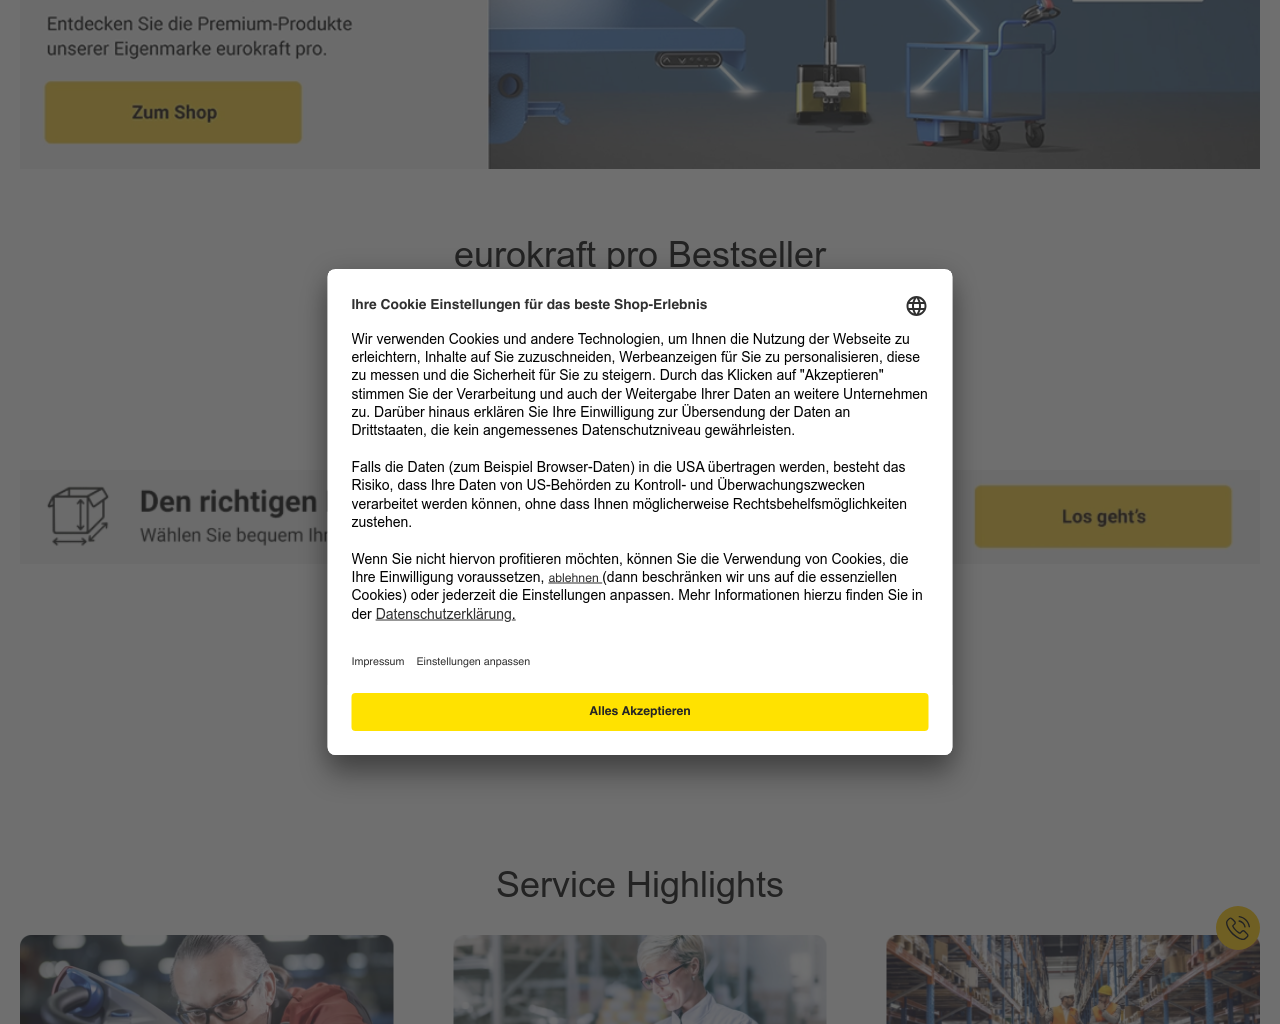 Entdecken Sie die Premium-Produkte
unserer Eigenmarke eurokraft pro.
Zum Shop
eurokraft pro Bestseller
Ihre Cookie Einstellungen für das beste Shop-Erlebnis
Wir verwenden Cookies und andere Technologien, um Ihnen die Nutzung der Webseite zu
erleichtern, Inhalte auf Sie zuzuschneiden, Werbeanzeigen für Sie zu personalisieren, diese
zu messen und die Sicherheit für Sie zu steigern. Durch das Klicken auf "Akzeptieren"
stimmen Sie der Verarbeitung und auch der Weitergabe Ihrer Daten an weitere Unternehmen
zu. Darüber hinaus erklären Sie Ihre Einwilligung zur Übersendung der Daten an
Drittstaaten, die kein angemessenes Datenschutzniveau gewährleisten.
Falls die Daten (zum Beispiel Browser-Daten) in die USA übertragen werden, besteht das
Risiko, dass Ihre Daten von US-Behörden zu Kontroll- und Überwachungszwecken
verarbeitet werden können, ohne dass Ihnen möglicherweise Rechtsbehelfsmöglichkeiten
zustehen.
Wenn Sie nicht hiervon profitieren möchten, können Sie die Verwendung von Cookies, die
Ihre Einwilligung voraussetzen, ablehnen (dann beschränken wir uns auf die essenziellen
Cookies) oder jederzeit die Einstellungen anpassen. Mehr Informationen hierzu finden Sie in
der Datenschutzerklärung.
Impressum Einstellungen anpassen
Alles Akzeptieren
Den richtigen
Wählen Sie bequem Ihr
Los geht's
Service Highlights